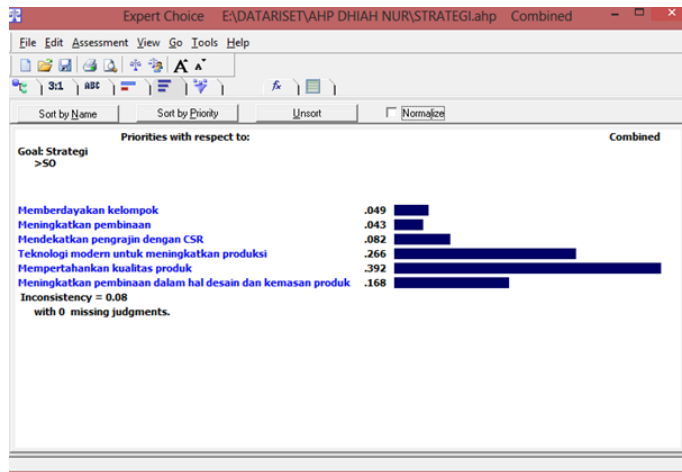 Expert Choice E:\DATARISET\AHP DHIAH NUR\STRATEGI.ahp Combined
File Edit Assessment View Go Tools Help
A A
3:1 ABC fx
Sort by Name Sort by Priority Unsort Normalize
Priorities with respect to: Combined
Goal: Strategi
>SO
Memberdayakan kelompok .049
Meningkatkan pembinaan .043
Mendekatkan pengrajin dengan CSR .082
Teknologi modern untuk meningkatkan produksi .266
Mempertahankan kualitas produk .392
Meningkatkan pembinaan dalam hal desain dan kemasan produk .168
Inconsistency = 0.08
with 0 missing judgments.